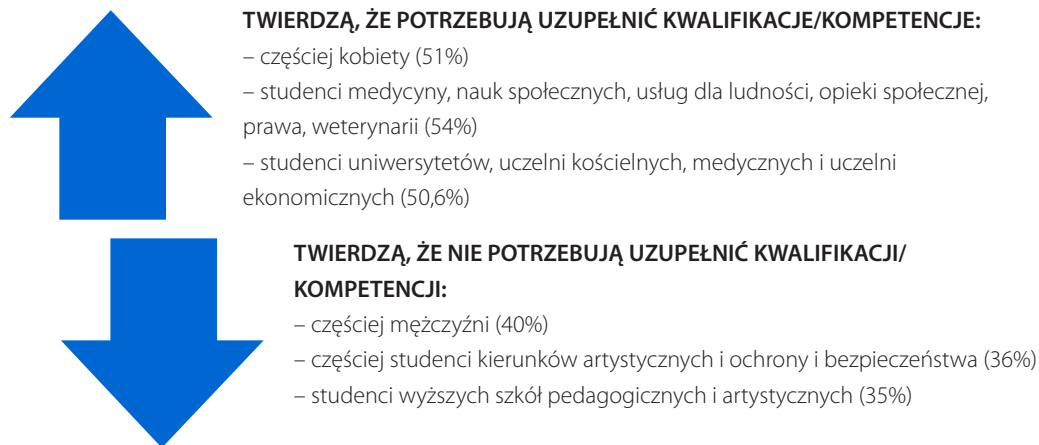 TWIERDZĄ, ŻE POTRZEBUJĄ UZUPEŁNIĆ KWALIFIKACJE/KOMPETENCJE:
– częściej kobiety (51%)
– studenci medycyny, nauk społecznych, usług dla ludności, opieki społecznej,
prawa, weterynarii (54%)
– studenci uniwersytetów, uczelni kościelnych, medycznych i uczelni
ekonomicznych (50,6%)
TWIERDZĄ, ŻE NIE POTRZEBUJĄ UZUPEŁNIĆ KWALIFIKACJI/
KOMPETENCJI:
– częściej mężczyźni (40%)
– częściej studenci kierunków artystycznych i ochrony i bezpieczeństwa (36%)
– studenci wyższych szkół pedagogicznych i artystycznych (35%)